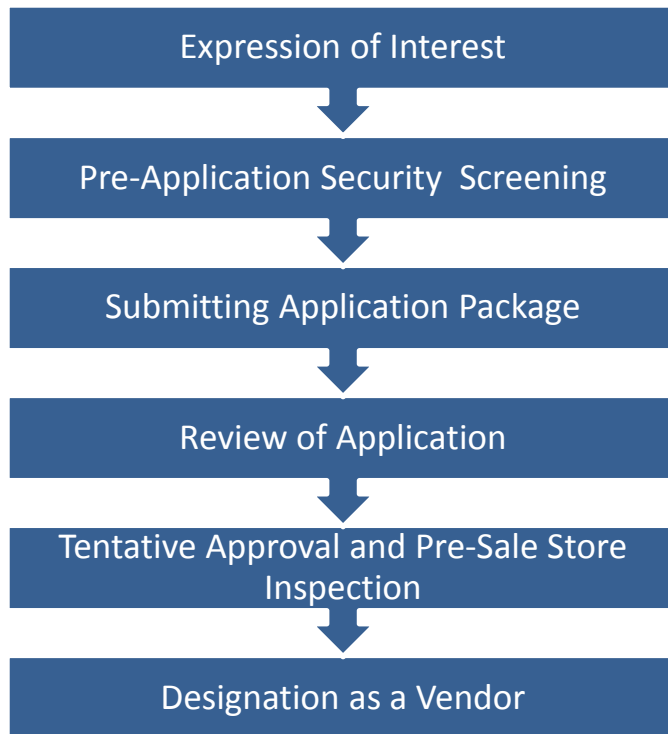 Expression of Interest
Pre-Application Security Screening
Submitting Application Package
Review of Application
Tentative Approval and Pre-Sale Store
Inspection
Designation as a Vendor